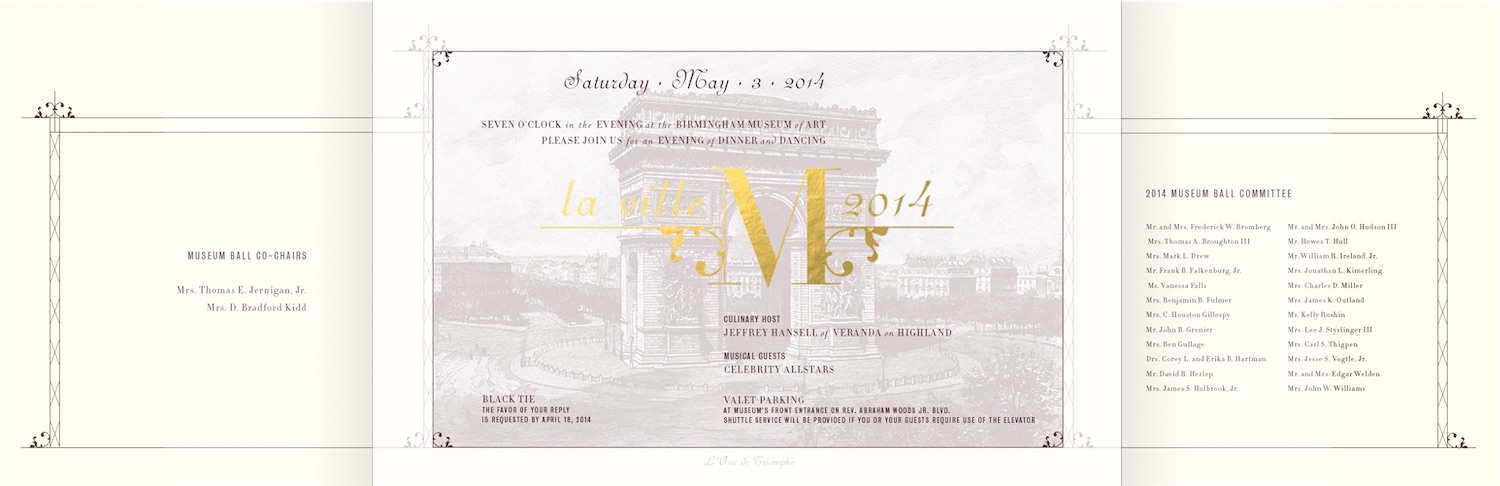 MUSEUM BALL CO-CHAIRS
Mrs. Thomas E. Jernigan, Jr.
Mrs. D. Bradford Kidd
Saturday · May · 3 · 2014
SEVEN O'CLOCK in the EVENING at the BIRMINGHAM MUSEUM of ART
PLEASE JOIN US for an EVENING of DINNER and DANCING
la ville M 2014
CULINARY HOST
JEFFREY HANSELL of VERANDA on HIGHLAND
MUSICAL GUESTS
CELEBRITY ALLSTARS
BLACK TIE
THE FAVOR OF YOUR REPLY
IS REQUESTED BY APRIL 18, 2014
VALET PARKING
AT MUSEUM'S FRONT ENTRANCE ON REV. ABRAHAM WOODS JR. BLVD.
SHUTTLE SERVICE WILL BE PROVIDED IF YOU OR YOUR GUESTS REQUIRE USE OF THE ELEVATOR
L'Arc de Triomphe
2014 MUSEUM BALL COMMITTEE
Mr. and Mrs. Frederick W. Bromberg
Mrs. Thomas A. Broughton III
Mrs. Mark L. Drew
Mr. Frank B. Falkenburg, Jr.
Ms. Vanessa Falls
Mrs. Benjamin B. Fulmer
Mrs. C. Houston Gillespy
Mr. John B. Grenier
Mrs. Ben Gullage
Drs. Corey L. and Erika B. Hartman
Mr. David B. Hezlep
Mrs. James S. Holbrook, Jr.
Mr. and Mrs. John O. Hudson III
Mr. Hewes T. Hull
Mr. William R. Ireland, Jr.
Mrs. Jonathan L. Kimerling
Mrs. Charles D. Miller
Mrs. James K. Outland
Ms. Kelly Rushin
Mrs. Lee J. Styslinger III
Mrs. Carl S. Thigpen
Mrs. Jesse S. Vogtle, Jr.
Mr. and Mrs. Edgar Welden
Mrs. John W. Williams